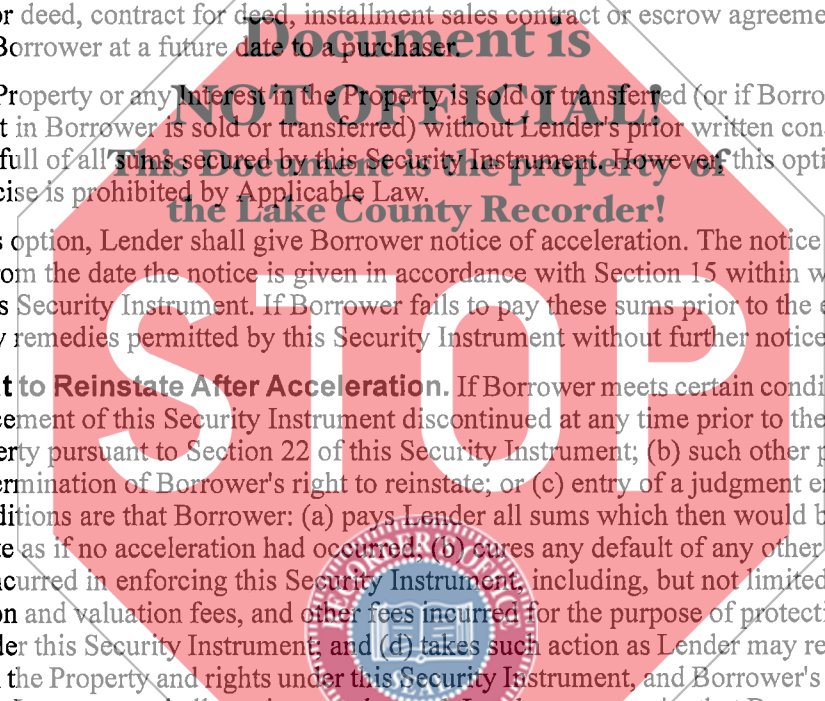 or deed, contract for deed, installment sales contract or escrow agreeme
Borrower at a future date to a purchaser.
Document is
NOT OFFICIAL!
This Document is the property of
the Lake County Recorder!
Property or any Interest in the Property is sold or transferred (or if Borro
t in Borrower is sold or transferred) without Lender's prior written con
full of all sums secured by this Security Instrument. However, this opti
cise is prohibited by Applicable Law.
s option, Lender shall give Borrower notice of acceleration. The notice
rom the date the notice is given in accordance with Section 15 within w
s Security Instrument. If Borrower fails to pay these sums prior to the e
y remedies permitted by this Security Instrument without further notice
STOP
t to Reinstate After Acceleration. If Borrower meets certain condi
cement of this Security Instrument discontinued at any time prior to the
erty pursuant to Section 22 of this Security Instrument; (b) such other p
ermination of Borrower's right to reinstate; or (c) entry of a judgment e
ditions are that Borrower: (a) pays Lender all sums which then would b
te as if no acceleration had occurred; (b) cures any default of any other
ncurred in enforcing this Security Instrument, including, but not limited
on and valuation fees, and other fees incurred for the purpose of protecti
der this Security Instrument; and (d) takes such action as Lender may re
the Property and rights under this Security Instrument, and Borrower's
SEAL